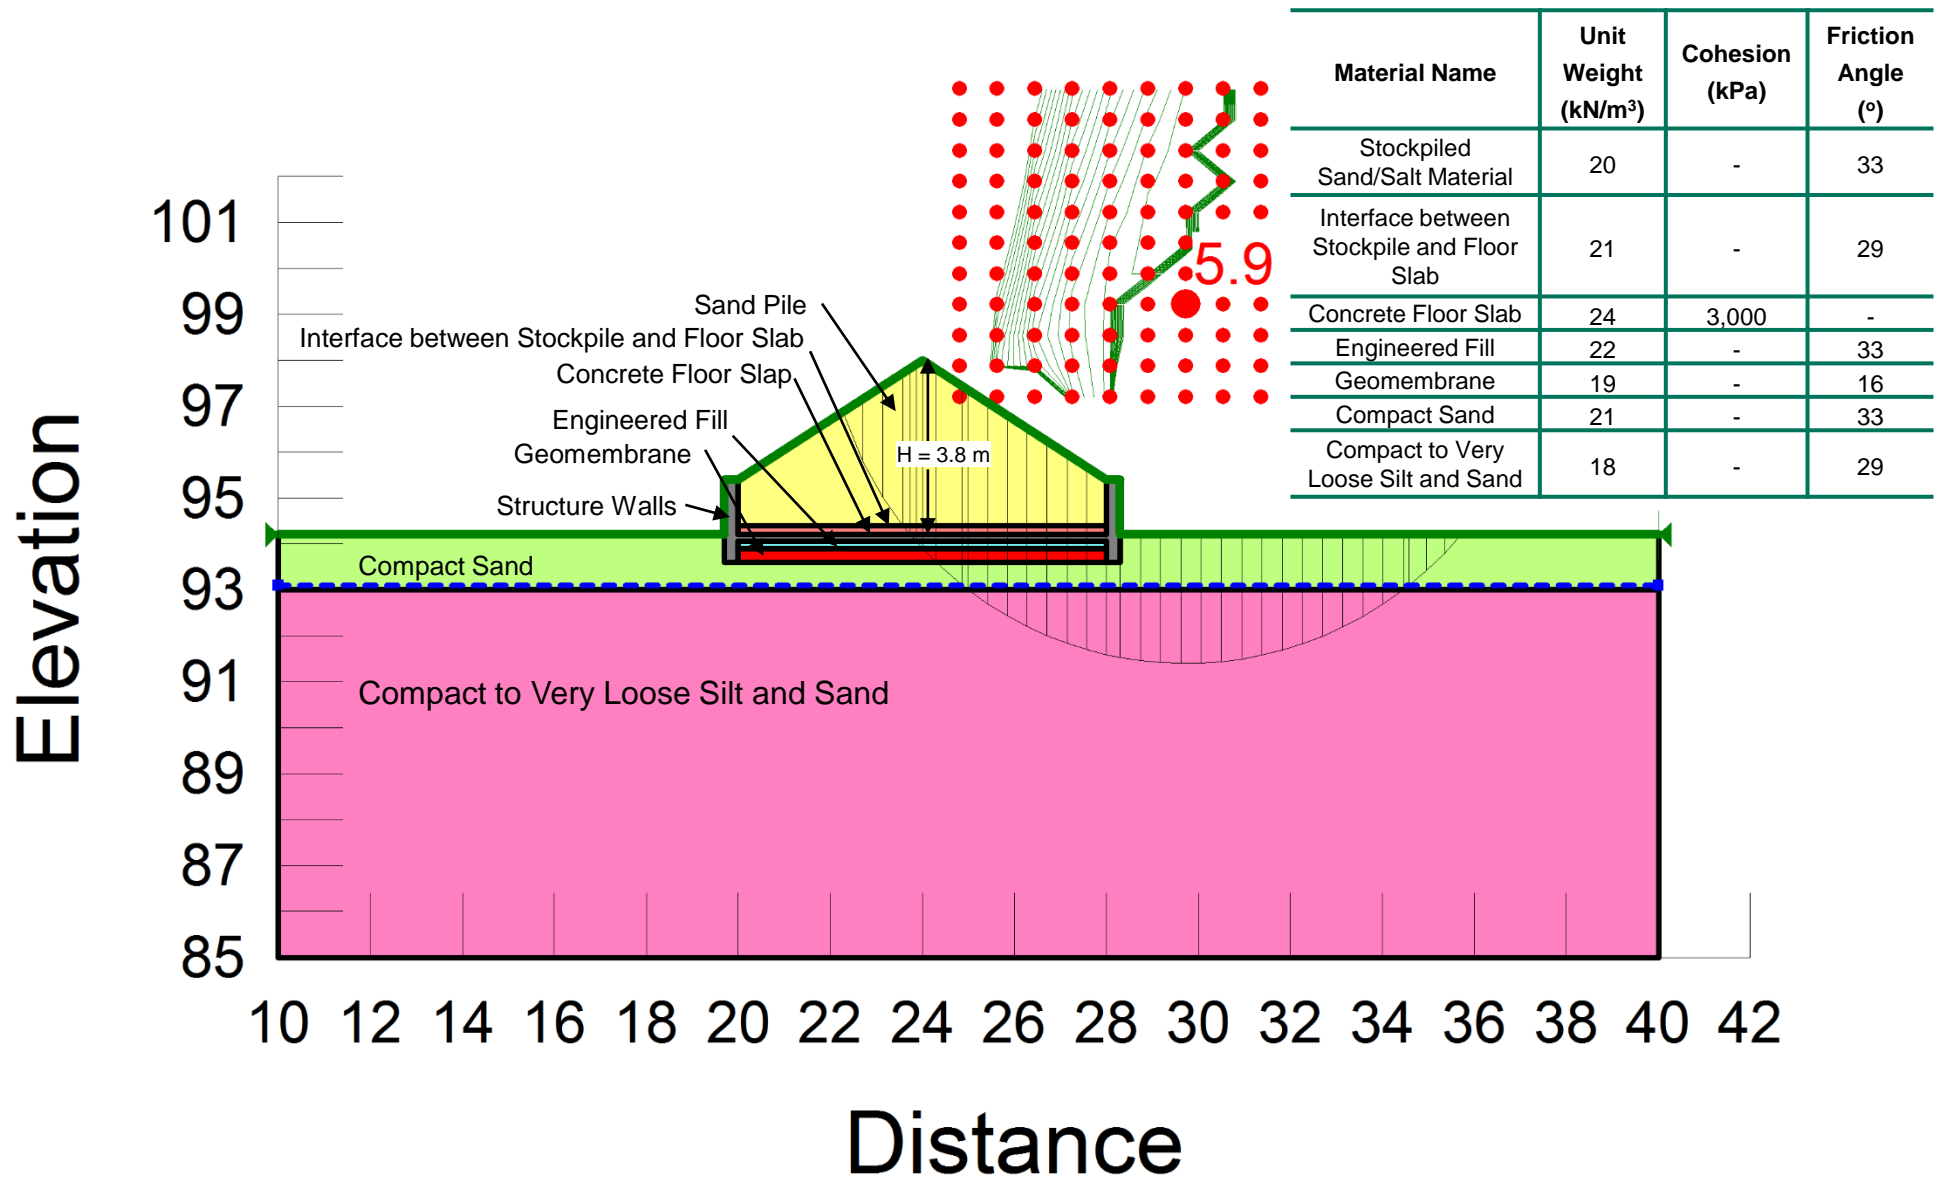 Material Name
Unit
Weight
(kN/m³)
Cohesion
(kPa)
Friction
Angle
(º)
Stockpiled
Sand/Salt Material
20
-
33
Interface between
Stockpile and Floor
Slab
21
-
29
Concrete Floor Slab
24
3,000
-
Engineered Fill
22
-
33
Geomembrane
19
-
16
Compact Sand
21
-
33
Compact to Very
Loose Silt and Sand
18
-
29
5.9
Sand Pile
Interface between Stockpile and Floor Slab
Concrete Floor Slap
Engineered Fill
Geomembrane
Structure Walls
H = 3.8 m
Compact Sand
Compact to Very Loose Silt and Sand
Elevation
101
99
97
95
93
91
89
87
85
10 12 14 16 18 20 22 24 26 28 30 32 34 36 38 40 42
Distance